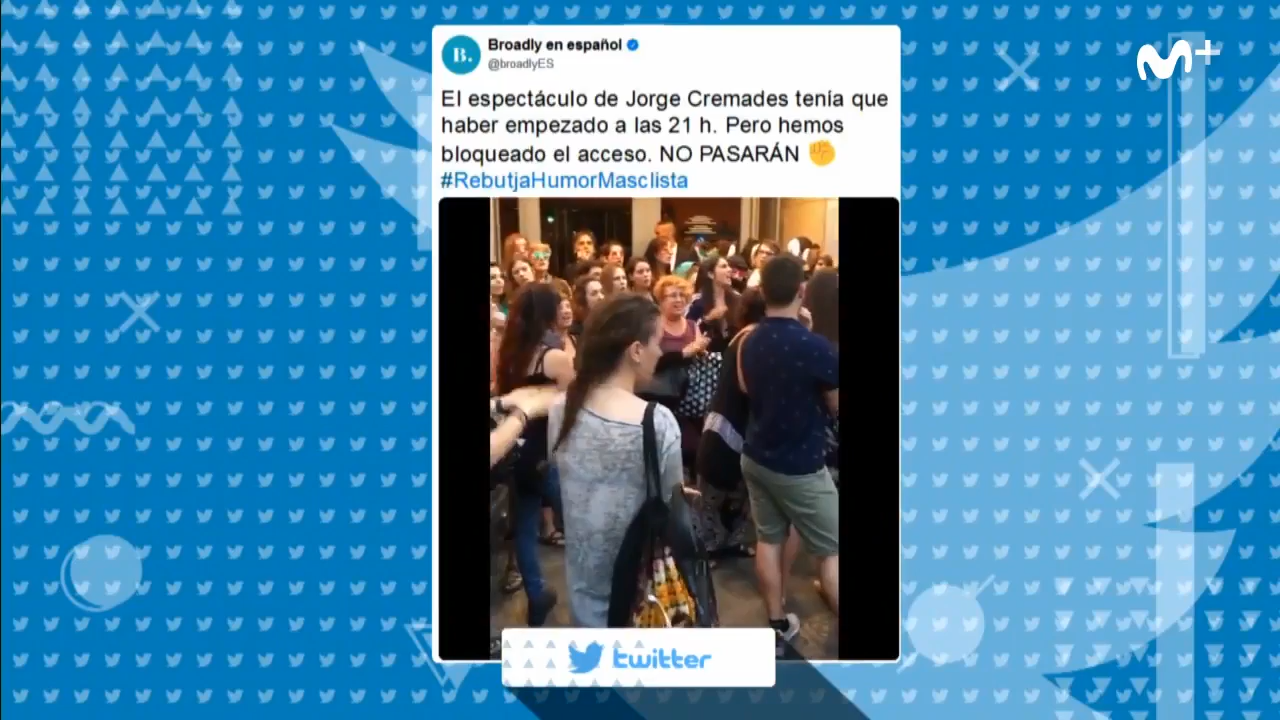 Broadly en español
@broadlyES
M+
El espectáculo de Jorge Cremades tenía que
haber empezado a las 21 h. Pero hemos
bloqueado el acceso. NO PASARÁN ✊
#RebutjaHumorMasclista
B.
twitter